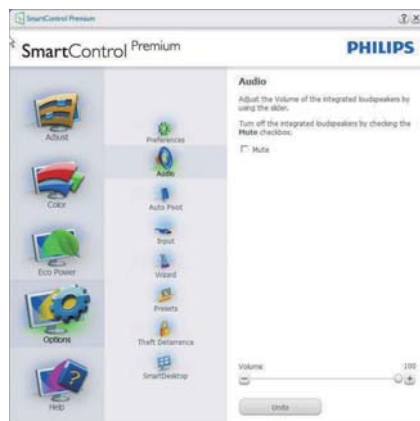 SmartControl Premium
SmartControl Premium
PHILIPS
Adjust
Color
Eco Power
Options
Help
Preferences
Audio
Auto Pivot
Input
Wizard
Presets
Theft Deterrence
SmartDesktop
Audio
Adjust the Volume of the integrated loudspeakers by
using the slider.
Turn off the integrated loudspeakers by checking the
Mute checkbox.
Mute
Volume
100
Undo